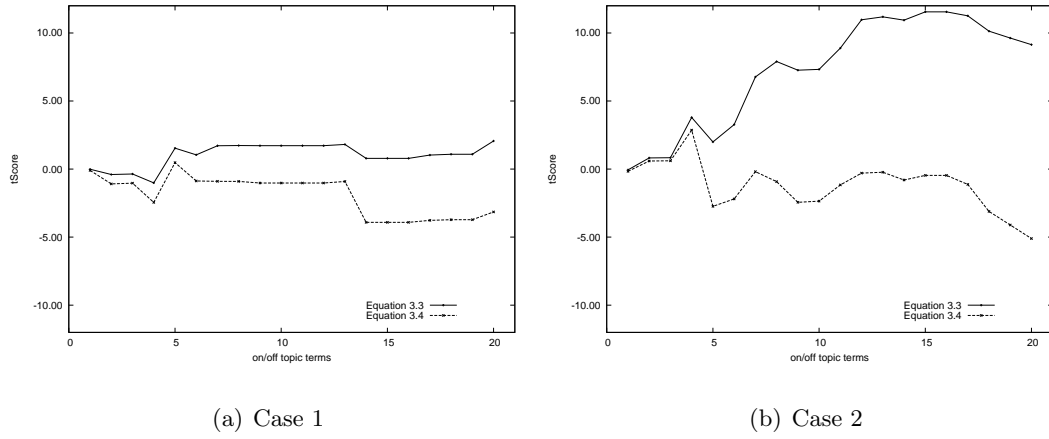 10.00
5.00
0.00
-5.00
-10.00
tScore
0 5 10 15 20
on/off topic terms
Equation 3.3
Equation 3.4
(a) Case 1
10.00
5.00
0.00
-5.00
-10.00
tScore
0 5 10 15 20
on/off topic terms
Equation 3.3
Equation 3.4
(b) Case 2